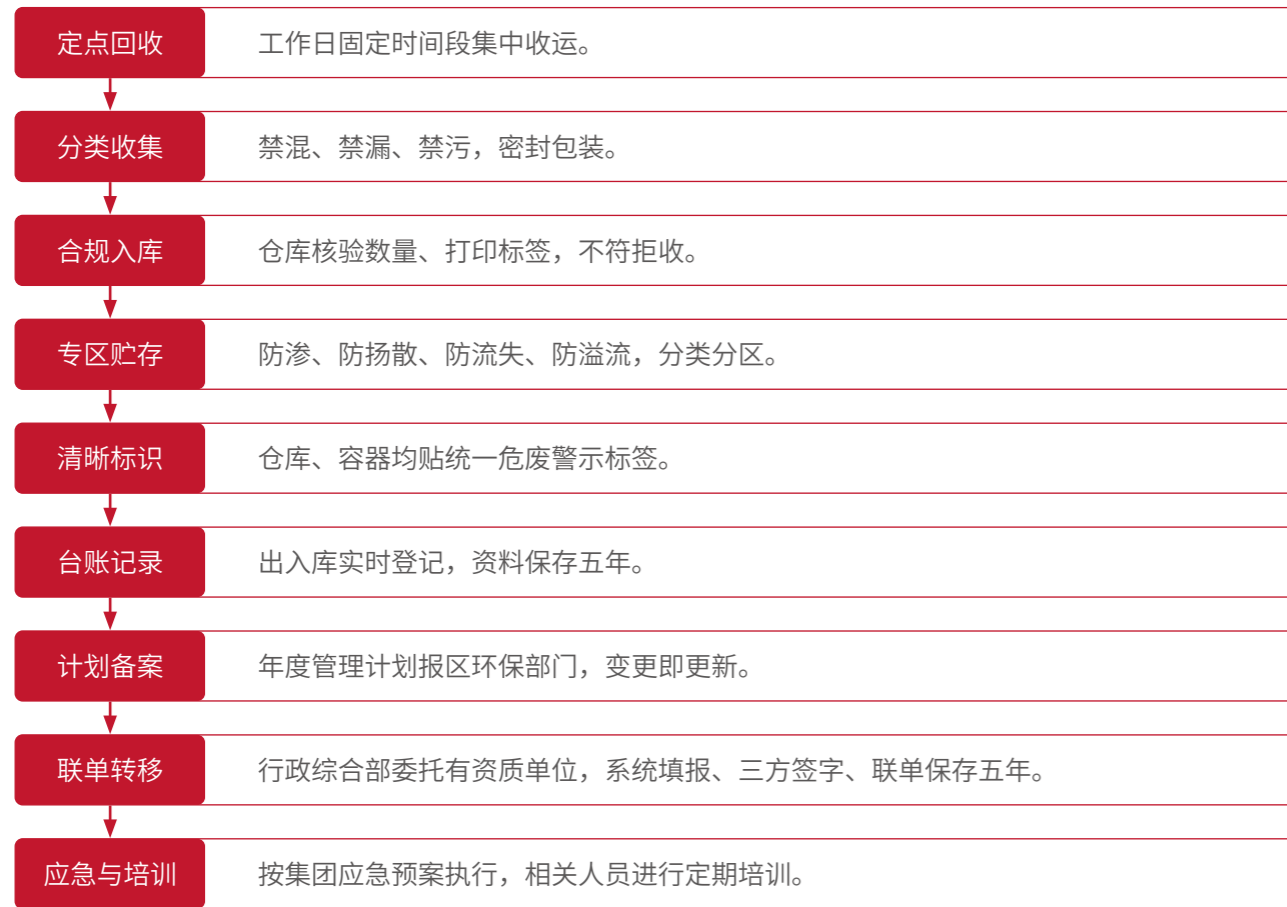 定点回收
工作日固定时间段集中收运。
分类收集
禁混、禁漏、禁污，密封包装。
合规入库
仓库核验数量、打印标签，不符拒收。
专区贮存
防渗、防扬散、防流失、防溢流，分类分区。
清晰标识
仓库、容器均贴统一危废警示标签。
台账记录
出入库实时登记，资料保存五年。
计划备案
年度管理计划报区环保部门，变更即更新。
联单转移
行政综合部委托有资质单位，系统填报、三方签字、联单保存五年。
应急与培训
按集团应急预案执行，相关人员进行定期培训。